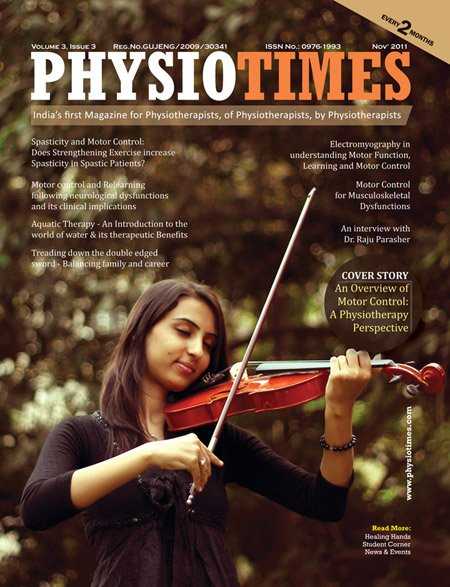 EVERY
2
MONTHS
VOLUME 3, ISSUE 3 REG.NO.GUJENG/2009/30341 ISSN NO.: 0976-1993 NOV' 2011
PHYSIOTIMES
India's first Magazine for Physiotherapists, of Physiotherapists, by Physiotherapists
Spasticity and Motor Control:
Does Strengthening Exercise increase
Spasticity in Spastic Patients?
Motor control and Relearning
following neurological dysfunctions
and its clinical implications
Aquatic Therapy - An Introduction to the
world of water & its therapeutic Benefits
Treading down the double edged
sword - Balancing family and career
Electromyography in
understanding Motor Function,
Learning and Motor Control
Motor Control
for Musculoskeletal
Dysfunctions
An interview with
Dr. Raju Parasher
COVER STORY
An Overview of
Motor Control:
A Physiotherapy
Perspective
www.physiotimes.com
Read More:
Healing Hands
Student Corner
News & Events